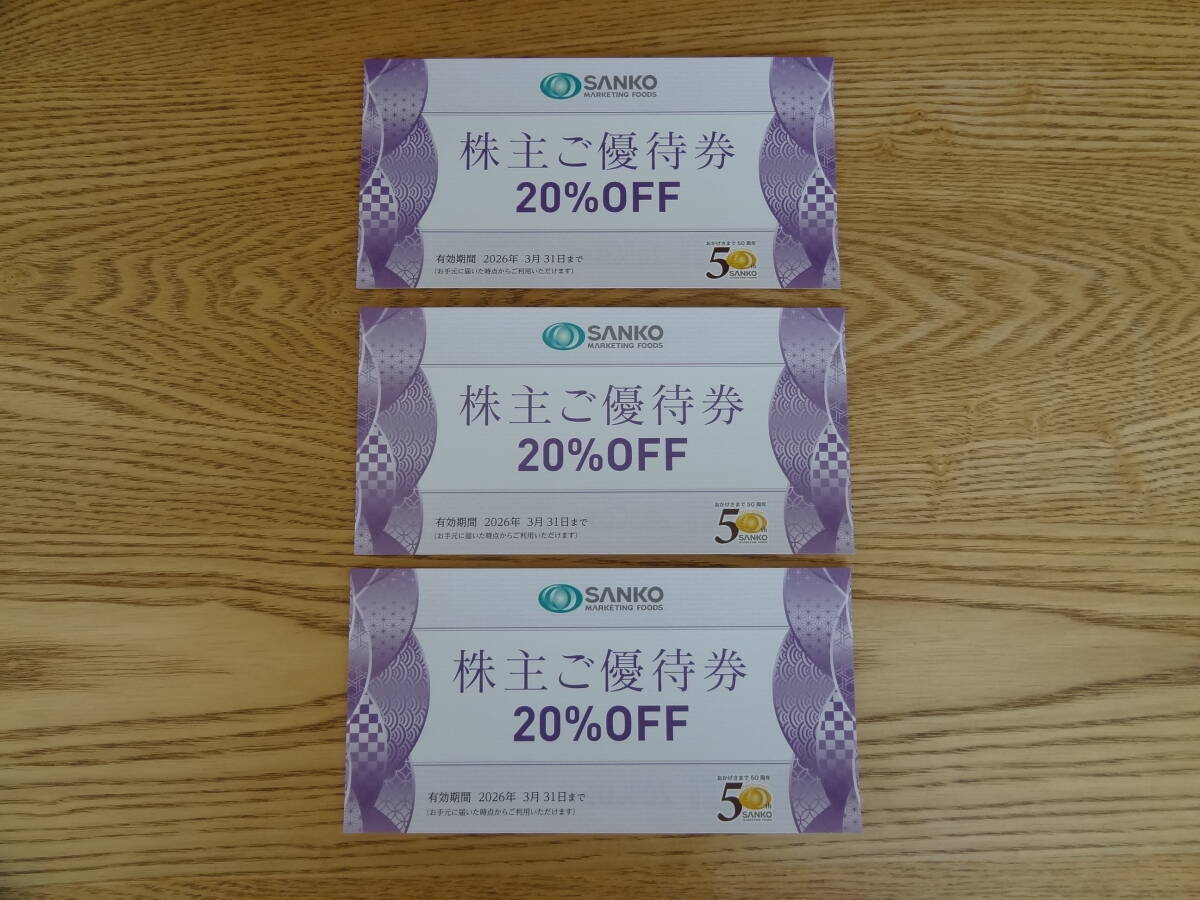 SANKO
MARKETING FOODS
株主ご優待券
20%OFF
有効期間 2026年 3月31日まで
(お手元に届いた時点からご利用いただけます)
おかげさまで50周年
50th
SANKO
SANKO
MARKETING FOODS
株主ご優待券
20%OFF
有効期間 2026年 3月31日まで
(お手元に届いた時点からご利用いただけます)
おかげさまで50周年
50th
SANKO
SANKO
MARKETING FOODS
株主ご優待券
20%OFF
有効期間 2026年 3月31日まで
(お手元に届いた時点からご利用いただけます)
おかげさまで50周年
50th
SANKO